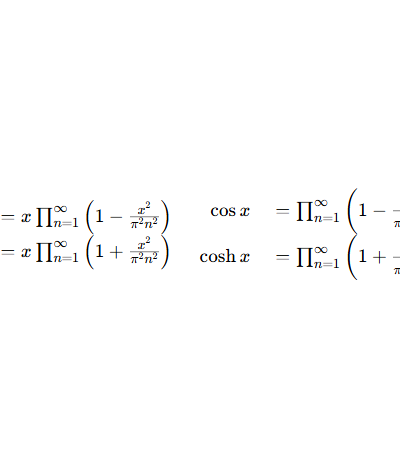 = x ∏_{n=1}^{∞} (1 − x²/(π²n²))    cos x    = ∏_{n=1}^{∞} (1 −
= x ∏_{n=1}^{∞} (1 + x²/(π²n²))    cosh x    = ∏_{n=1}^{∞} (1 +